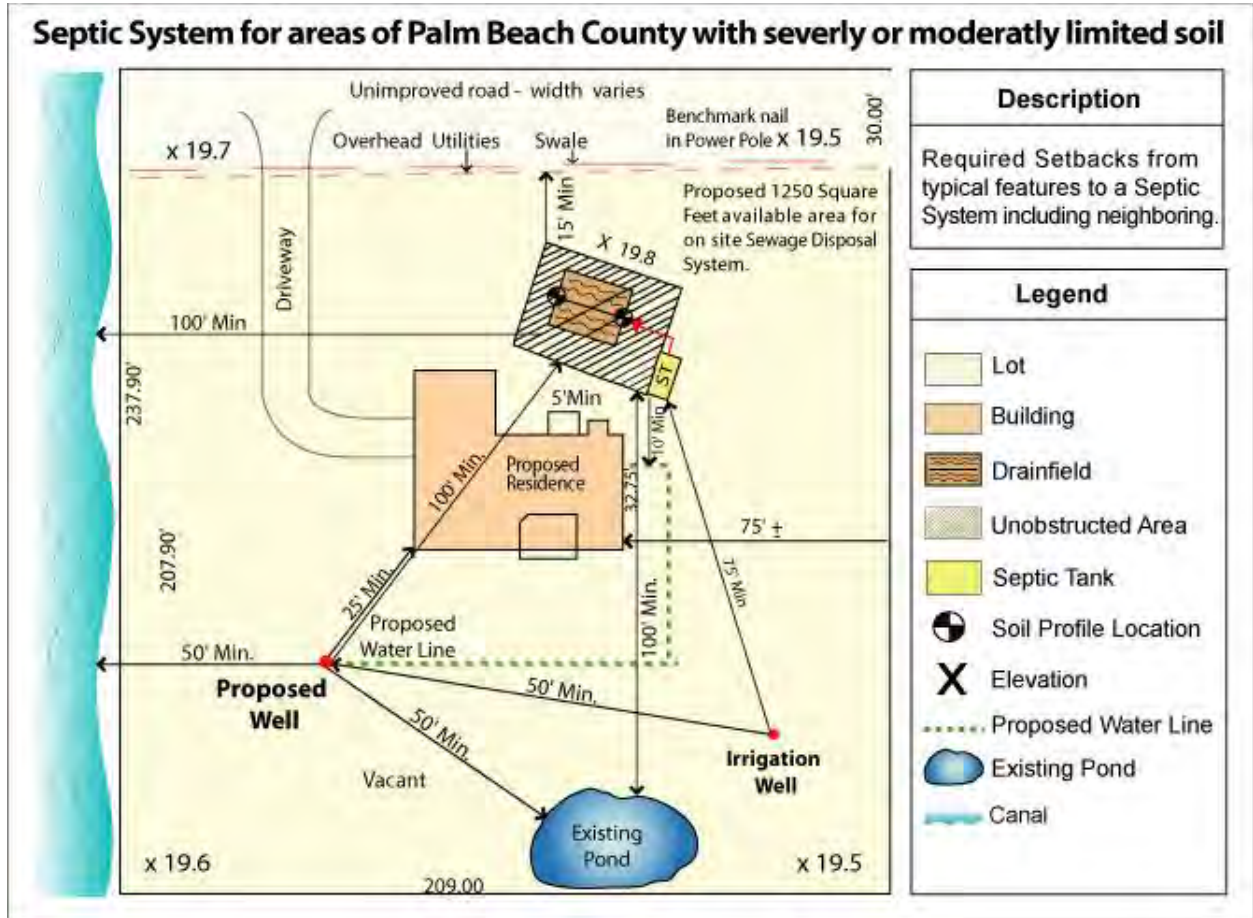 Septic System for areas of Palm Beach County with severly or moderatly limited soil
Unimproved road - width varies
30.00'
Benchmark nail
in Power Pole x 19.5
Overhead Utilities
Swale
x 19.7
Proposed 1250 Square
Feet available area for
on site Sewage Disposal
System.
15' Min
X 19.8
Driveway
100' Min
ST
237.90'
5'Min
10' Min
Proposed
Residence
100' Min.
32.75'
75' ±
207.90'
25' Min.
75' Min
100' Min.
Proposed
Water Line
50' Min.
Proposed
Well
50' Min.
50' Min.
Irrigation
Well
Vacant
Existing
Pond
x 19.6
x 19.5
209.00
Description
Required Setbacks from
typical features to a Septic
System including neighboring.
Legend
Lot
Building
Drainfield
Unobstructed Area
Septic Tank
Soil Profile Location
X Elevation
Proposed Water Line
Existing Pond
Canal